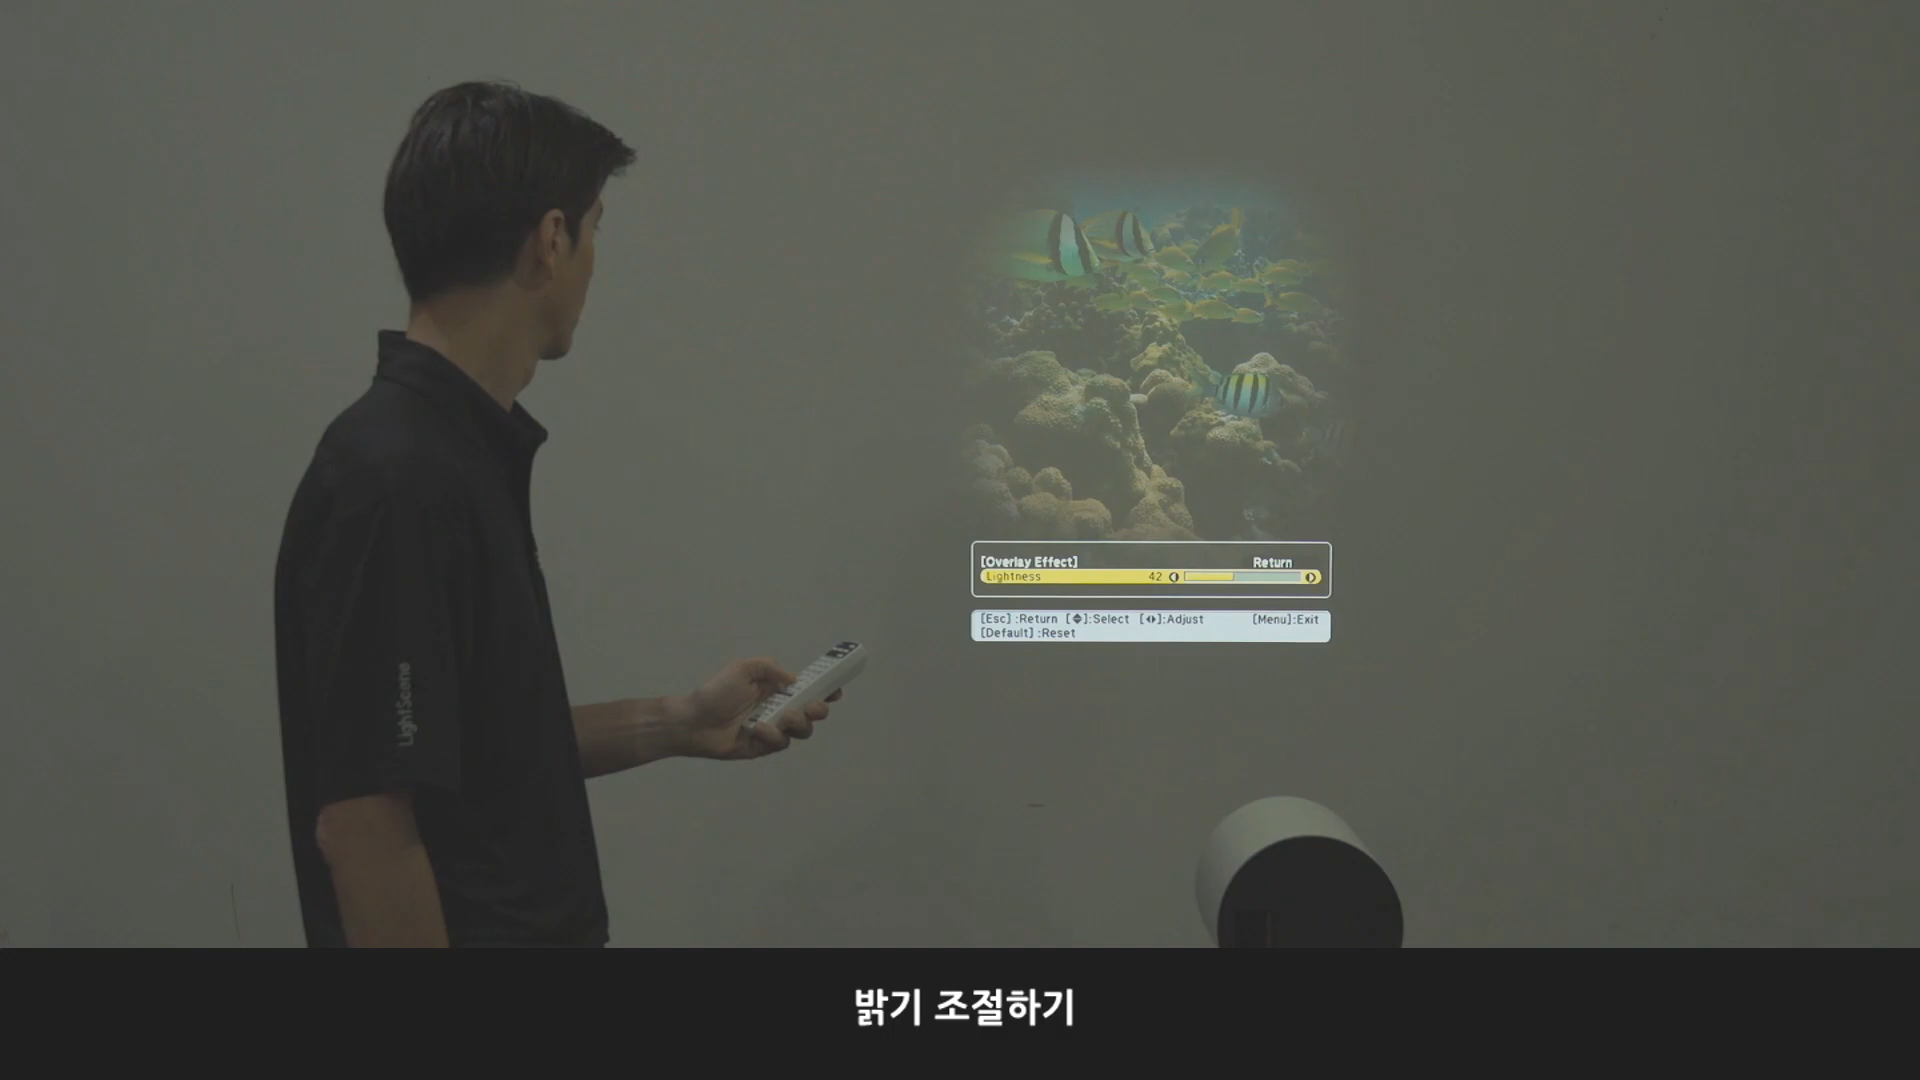 [Overlay Effect] Return
Lightness 42
[Esc] :Return [◆]:Select [◂▸]:Adjust [Menu]:Exit
[Default] :Reset
LightScene
밝기 조절하기